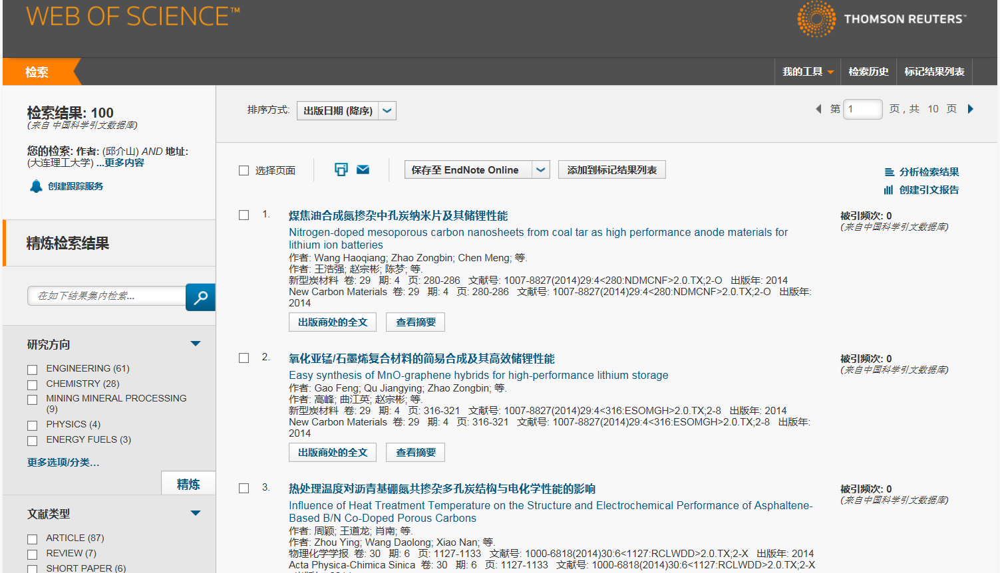 WEB OF SCIENCE™
THOMSON REUTERS™
检索
我的工具
检索历史
标记结果列表
检索结果: 100
(来自 中国科学引文数据库)
您的检索: 作者: (邱介山) AND 地址:
(大连理工大学) ...更多内容
创建跟踪服务
精炼检索结果
在如下结果集内检索...
研究方向
ENGINEERING (61)
CHEMISTRY (28)
MINING MINERAL PROCESSING
(9)
PHYSICS (4)
ENERGY FUELS (3)
更多选项/分类...
精炼
文献类型
ARTICLE (87)
REVIEW (7)
SHORT PAPER (6)
排序方式: 出版日期 (降序)
第 1 页 , 共 10 页
选择页面
保存至 EndNote Online
添加到标记结果列表
分析检索结果
创建引文报告
1. 煤焦油合成氮掺杂中孔炭纳米片及其储锂性能
Nitrogen-doped mesoporous carbon nanosheets from coal tar as high performance anode materials for
lithium ion batteries
作者: Wang Haoqiang; Zhao Zongbin; Chen Meng; 等.
作者: 王浩强; 赵宗彬; 陈梦; 等.
新型炭材料 卷: 29 期: 4 页: 280-286 文献号: 1007-8827(2014)29:4<280:NDMCNF>2.0.TX;2-O 出版年: 2014
New Carbon Materials 卷: 29 期: 4 页: 280-286 文献号: 1007-8827(2014)29:4<280:NDMCNF>2.0.TX;2-O 出版年:
2014
出版商处的全文 查看摘要
被引频次: 0
(来自中国科学引文数据库)
2. 氧化亚锰/石墨烯复合材料的简易合成及其高效储锂性能
Easy synthesis of MnO-graphene hybrids for high-performance lithium storage
作者: Gao Feng; Qu Jiangying; Zhao Zongbin; 等.
作者: 高峰; 曲江英; 赵宗彬; 等.
新型炭材料 卷: 29 期: 4 页: 316-321 文献号: 1007-8827(2014)29:4<316:ESOMGH>2.0.TX;2-8 出版年: 2014
New Carbon Materials 卷: 29 期: 4 页: 316-321 文献号: 1007-8827(2014)29:4<316:ESOMGH>2.0.TX;2-8 出版年:
2014
出版商处的全文 查看摘要
被引频次: 0
(来自中国科学引文数据库)
3. 热处理温度对沥青基硼氮共掺杂多孔炭结构与电化学性能的影响
Influence of Heat Treatment Temperature on the Structure and Electrochemical Performance of Asphaltene-
Based B/N Co-Doped Porous Carbons
作者: 周颖; 王道龙; 肖南; 等.
作者: Zhou Ying; Wang Daolong; Xiao Nan; 等.
物理化学学报 卷: 30 期: 6 页: 1127-1133 文献号: 1000-6818(2014)30:6<1127:RCLWDD>2.0.TX;2-X 出版年: 2014
Acta Physica-Chimica Sinica 卷: 30 期: 6 页: 1127-1133 文献号: 1000-6818(2014)30:6<1127:RCLWDD>2.0.TX;2-X
被引频次: 0
(来自中国科学引文数据库)